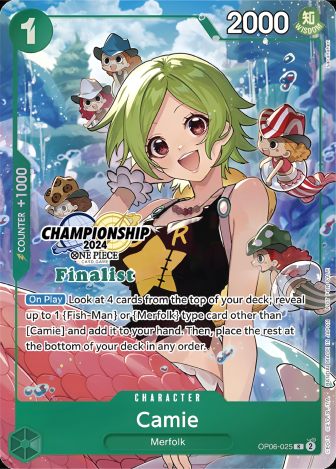 1
2000
知
WISDOM
COUNTER +1000
CHAMPIONSHIP
2024
ONE PIECE
CARD GAME
Finalist
On Play Look at 4 cards from the top of your deck; reveal
up to 1 {Fish-Man} or {Merfolk} type card other than
[Camie] and add it to your hand. Then, place the rest at
the bottom of your deck in any order.
CHARACTER
Camie
Merfolk
OP06-025 R 2